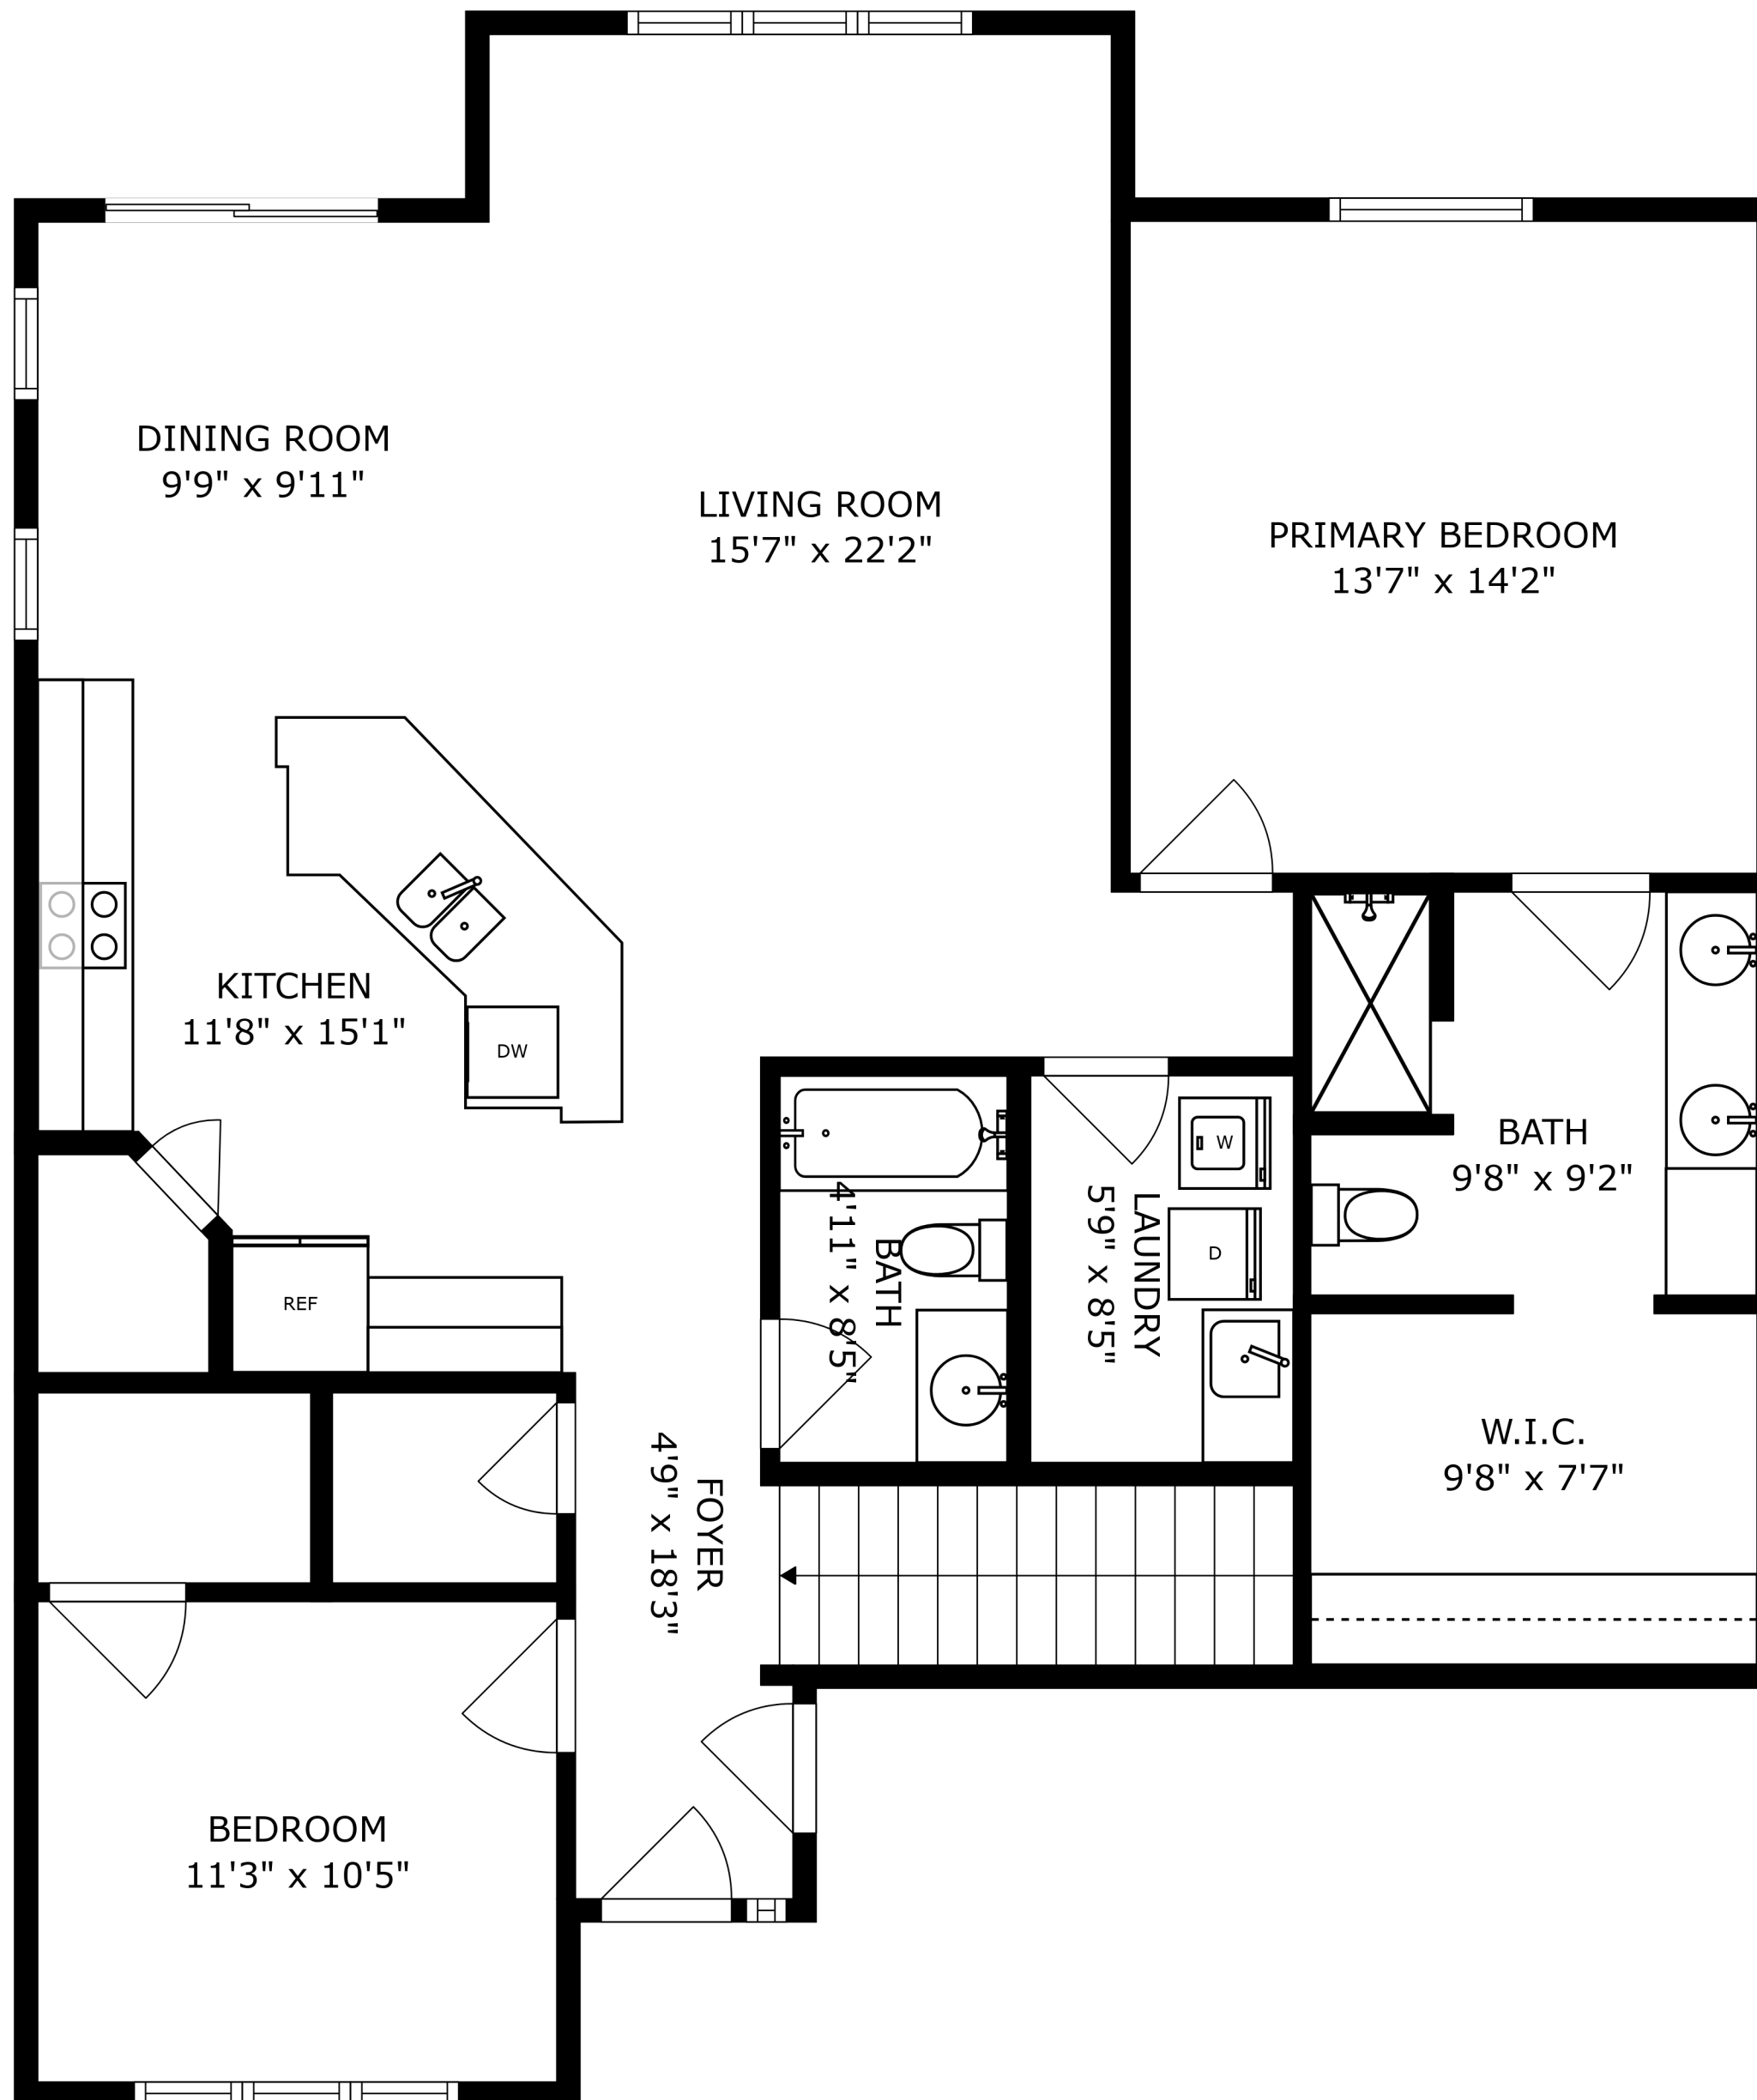 DINING ROOM
9'9" x 9'11"
LIVING ROOM
15'7" x 22'2"
PRIMARY BEDROOM
13'7" x 14'2"
KITCHEN
11'8" x 15'1"
DW
REF
BATH
4'11" x 8'5"
LAUNDRY
5'9" x 8'5"
W
D
BATH
9'8" x 9'2"
W.I.C.
9'8" x 7'7"
FOYER
4'9" x 18'3"
BEDROOM
11'3" x 10'5"